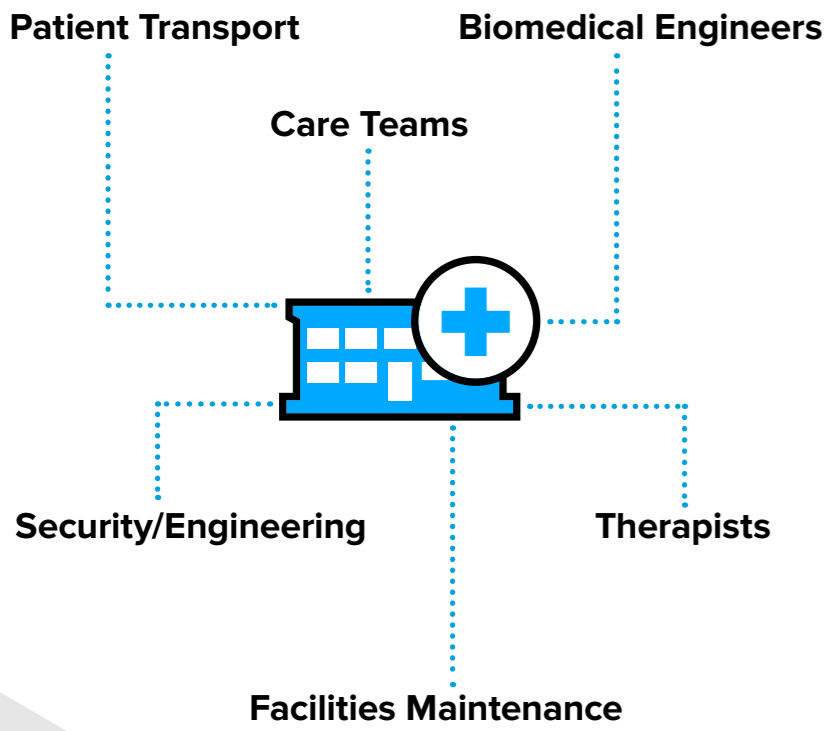 Patient Transport
Biomedical Engineers
Care Teams
Security/Engineering
Therapists
Facilities Maintenance